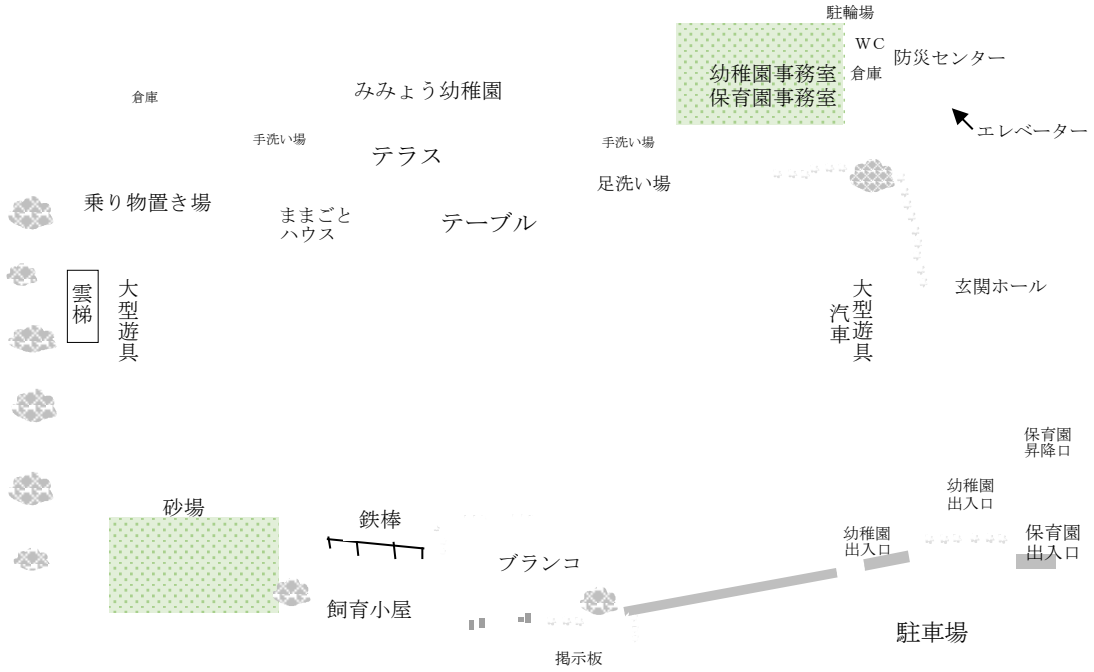 駐輪場
WC
防災センター
幼稚園事務室
倉庫
保育園事務室
みみょう幼稚園
倉庫
エレベーター
手洗い場
テラス
手洗い場
足洗い場
乗り物置き場
ままごと
ハウス
テーブル
雲梯
大型遊具
大型遊具
汽車
玄関ホール
保育園
昇降口
幼稚園
出入口
砂場
鉄棒
ブランコ
幼稚園
出入口
保育園
出入口
飼育小屋
駐車場
掲示板